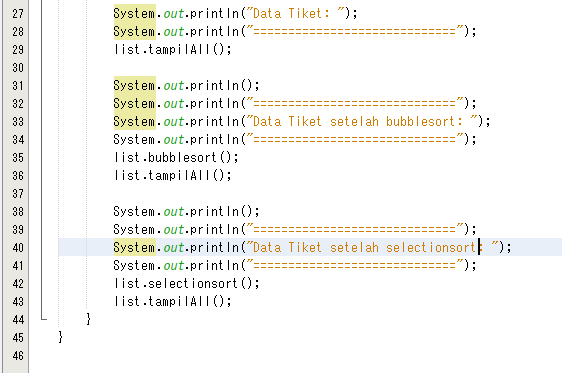 27 System.out.println("Data Tiket: ");
28 System.out.println("===========================");
29 list.tampilAll();
30
31 System.out.println();
32 System.out.println("===========================");
33 System.out.println("Data Tiket setelah bubblesort: ");
34 System.out.println("===========================");
35 list.bubblesort();
36 list.tampilAll();
37
38 System.out.println();
39 System.out.println("===========================");
40 System.out.println("Data Tiket setelah selectionsort: ");
41 System.out.println("===========================");
42 list.selectionsort();
43 list.tampilAll();
44 }
45 }
46